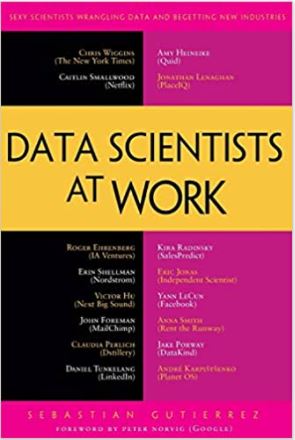 SEXY SCIENTISTS WRANGLING DATA AND BEGETTING NEW INDUSTRIES
CHRIS WIGGINS
(The New York Times)
CAITLIN SMALLWOOD
(Netflix)
AMY HEINEIKE
(Quid)
JONATHAN LENAGHAN
(PlaceIQ)
DATA SCIENTISTS
AT WORK
ROGER EHRENBERG
(IA Ventures)
ERIN SHELLMAN
(Nordstrom)
VICTOR HU
(Next Big Sound)
JOHN FOREMAN
(MailChimp)
CLAUDIA PERLICH
(Dstillery)
DANIEL TUNKELANG
(LinkedIn)
KIRA RADINSKY
(SalesPredict)
ERIC JONAS
(Independent Scientist)
YANN LECUN
(Facebook)
ANNA SMITH
(Rent the Runway)
JAKE PORWAY
(DataKind)
ANDRÉ KARPIŠTŠENKO
(Planet OS)
SEBASTIAN GUTIERREZ
FOREWORD BY PETER NORVIG (GOOGLE)